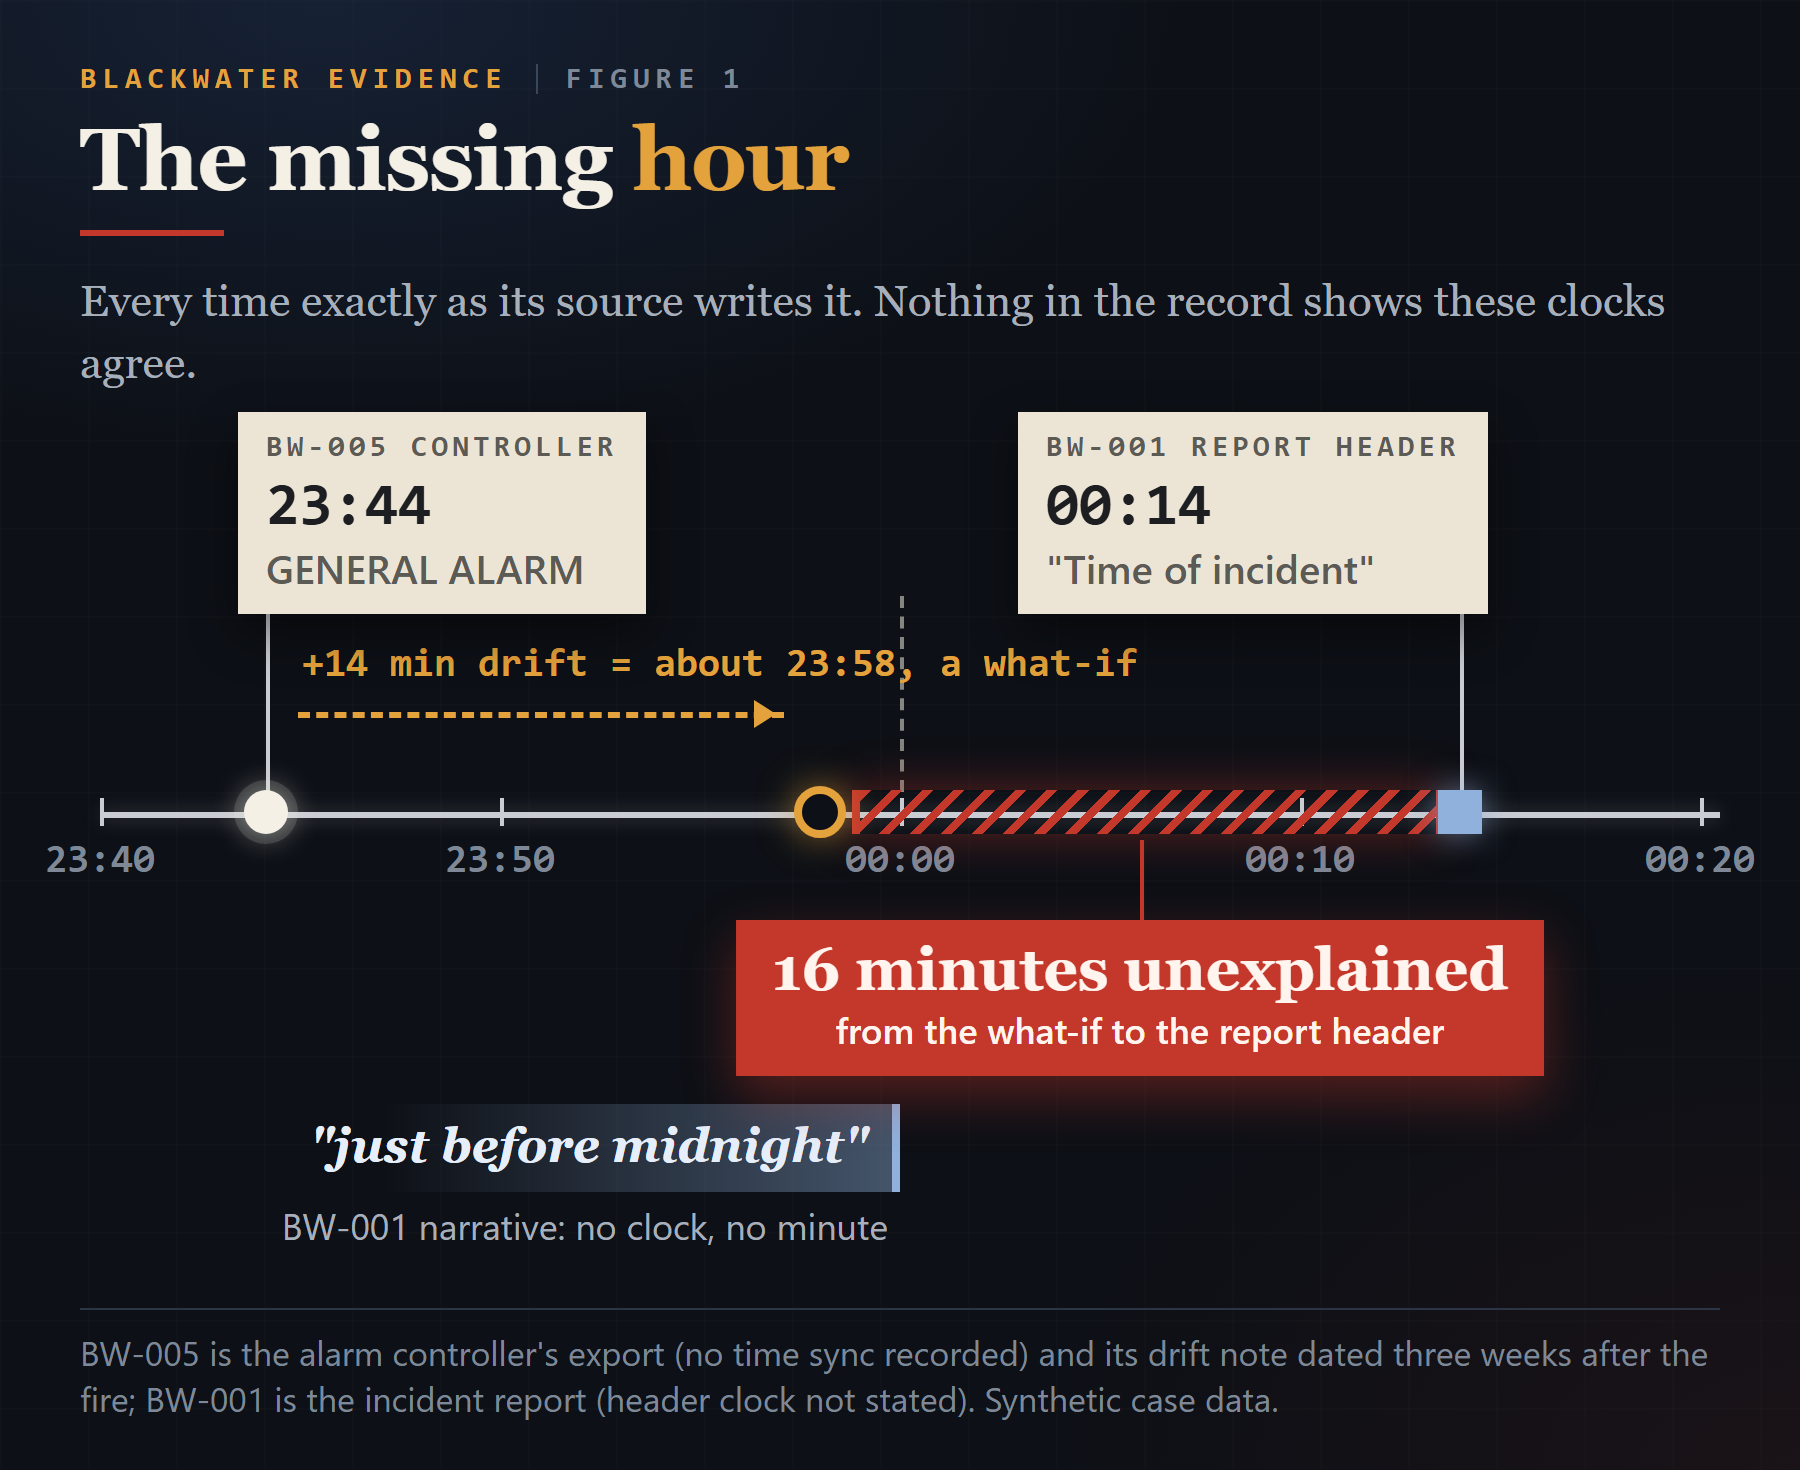 BLACKWATER EVIDENCE | FIGURE 1
The missing hour
Every time exactly as its source writes it. Nothing in the record shows these clocks
agree.
BW-005 CONTROLLER
23:44
GENERAL ALARM
BW-001 REPORT HEADER
00:14
"Time of incident"
+14 min drift = about 23:58, a what-if
23:40
23:50
00:00
00:10
00:20
16 minutes unexplained
from the what-if to the report header
"just before midnight"
BW-001 narrative: no clock, no minute
BW-005 is the alarm controller's export (no time sync recorded) and its drift note dated three weeks after the
fire; BW-001 is the incident report (header clock not stated). Synthetic case data.